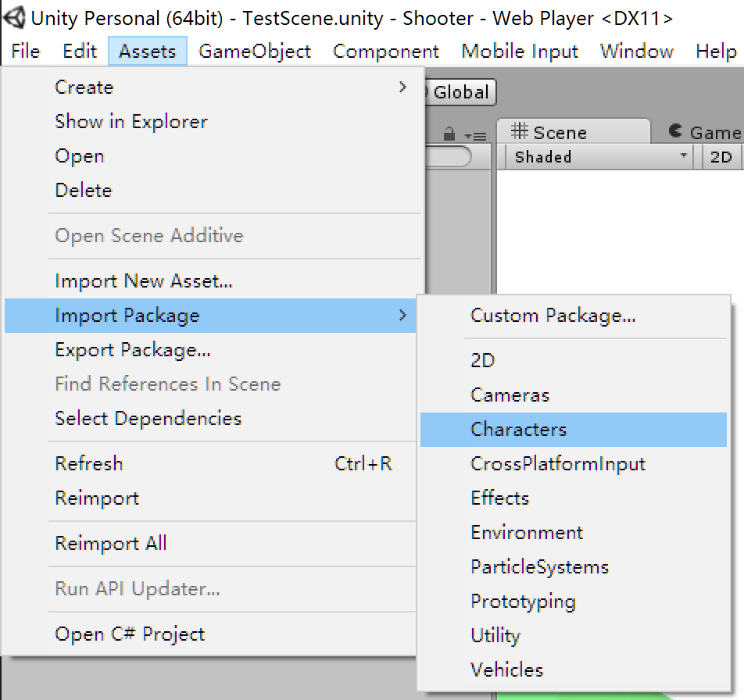 Unity Personal (64bit) - TestScene.unity - Shooter - Web Player <DX11>
File Edit Assets GameObject Component Mobile Input Window Help
Create
Global
Show in Explorer
Scene
Game
Open
Shaded
2D
Delete
Open Scene Additive
Import New Asset...
Import Package
Export Package...
Find References In Scene
Select Dependencies
Refresh Ctrl+R
Reimport
Reimport All
Run API Updater...
Open C# Project
Custom Package...
2D
Cameras
Characters
CrossPlatformInput
Effects
Environment
ParticleSystems
Prototyping
Utility
Vehicles